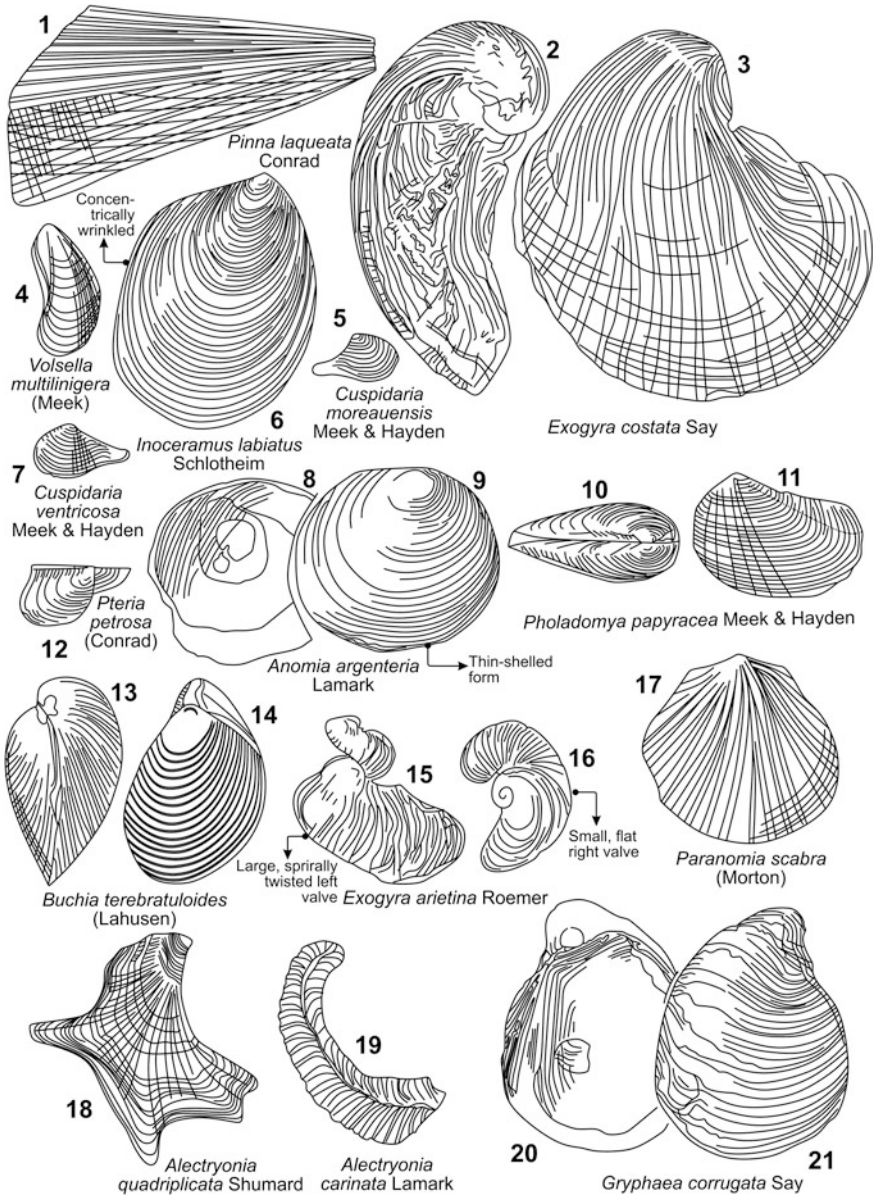 1
2
3
Pinna laqueata
Conrad
Concen-
trically
wrinkled
4
Volsella
multilinigera
(Meek)
5
Cuspidaria
moreauensis
Meek & Hayden
Exogyra costata Say
6
Inoceramus labiatus
Schlotheim
7
Cuspidaria
ventricosa
Meek & Hayden
8
9
10
11
Pholadomya papyracea Meek & Hayden
Pteria
petrosa
(Conrad)
12
Anomia argenteria
Lamark
Thin-shelled
form
13
14
15
16
17
Large, sprirally
twisted left
valve
Small, flat
right valve
Buchia terebratuloides
(Lahusen)
Exogyra arietina Roemer
Paranomia scabra
(Morton)
18
19
20
21
Alectryonia
quadriplicata Shumard
Alectryonia
carinata Lamark
Gryphaea corrugata Say